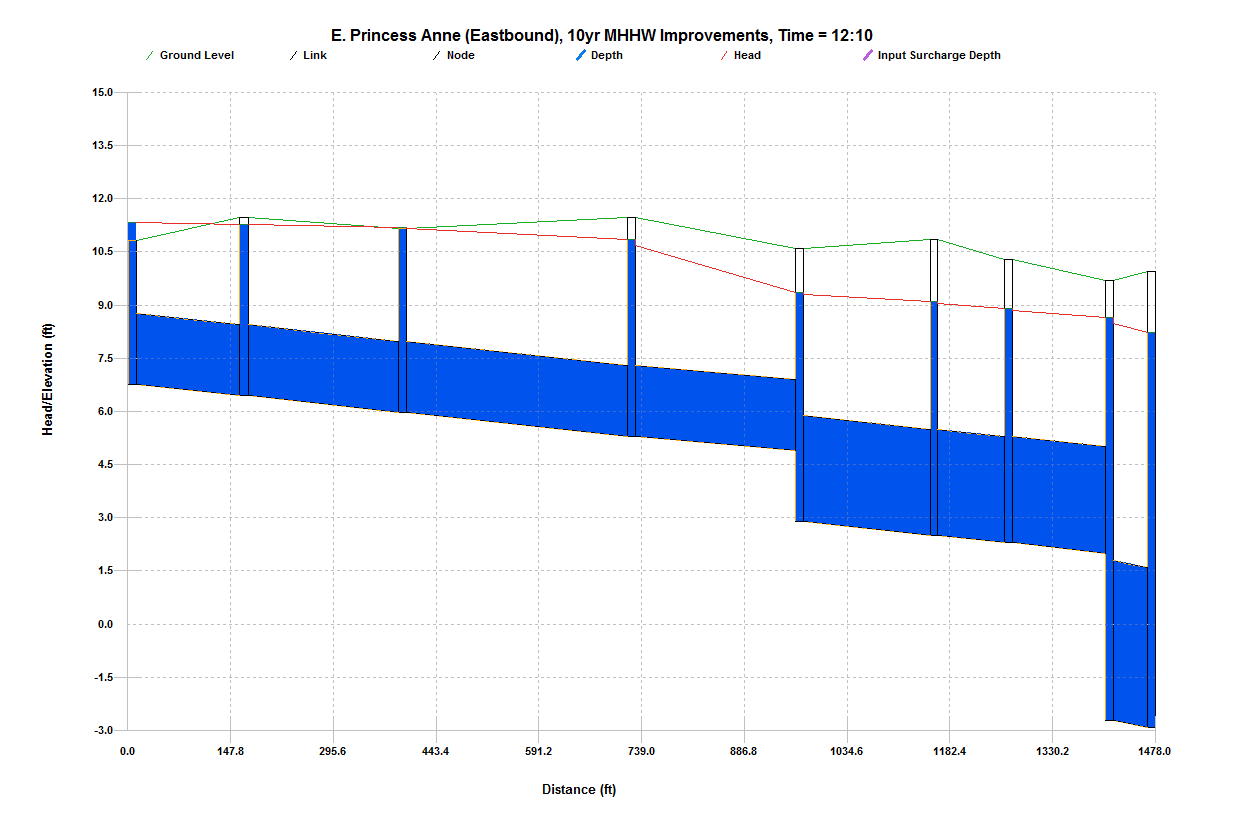 E. Princess Anne (Eastbound), 10yr MHHW Improvements, Time = 12:10
Ground Level Link Node Depth Head Input Surcharge Depth
15.0
13.5
12.0
10.5
9.0
7.5
6.0
4.5
3.0
1.5
0.0
-1.5
-3.0
Head/Elevation (ft)
0.0 147.8 295.6 443.4 591.2 739.0 886.8 1034.6 1182.4 1330.2 1478.0
Distance (ft)